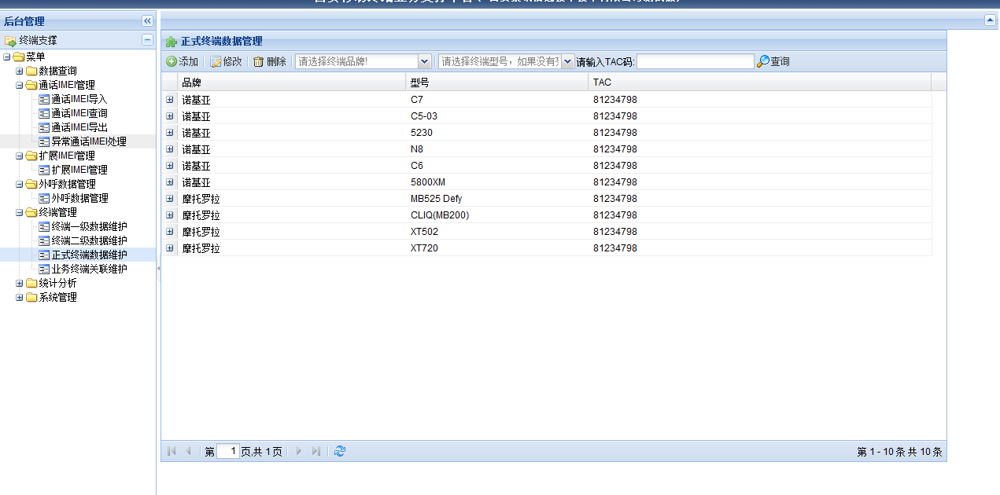 后台管理
终端支撑
菜单
数据查询
通话IMEI管理
通话IMEI导入
通话IMEI查询
通话IMEI导出
异常通话IMEI处理
扩展IMEI管理
扩展IMEI管理
外呼数据管理
外呼数据管理
终端管理
终端一级数据维护
终端二级数据维护
正式终端数据维护
业务终端关联维护
统计分析
系统管理
正式终端数据管理
添加 修改 删除 请选择终端品牌! 请选择终端型号，如果没有 请输入TAC码: 查询
品牌 型号 TAC
诺基亚 C7 81234798
诺基亚 C5-03 81234798
诺基亚 5230 81234798
诺基亚 N8 81234798
诺基亚 C6 81234798
诺基亚 5800XM 81234798
摩托罗拉 MB525 Defy 81234798
摩托罗拉 CLIQ(MB200) 81234798
摩托罗拉 XT502 81234798
摩托罗拉 XT720 81234798
第 1 页,共 1 页 第 1 - 10 条 共 10 条